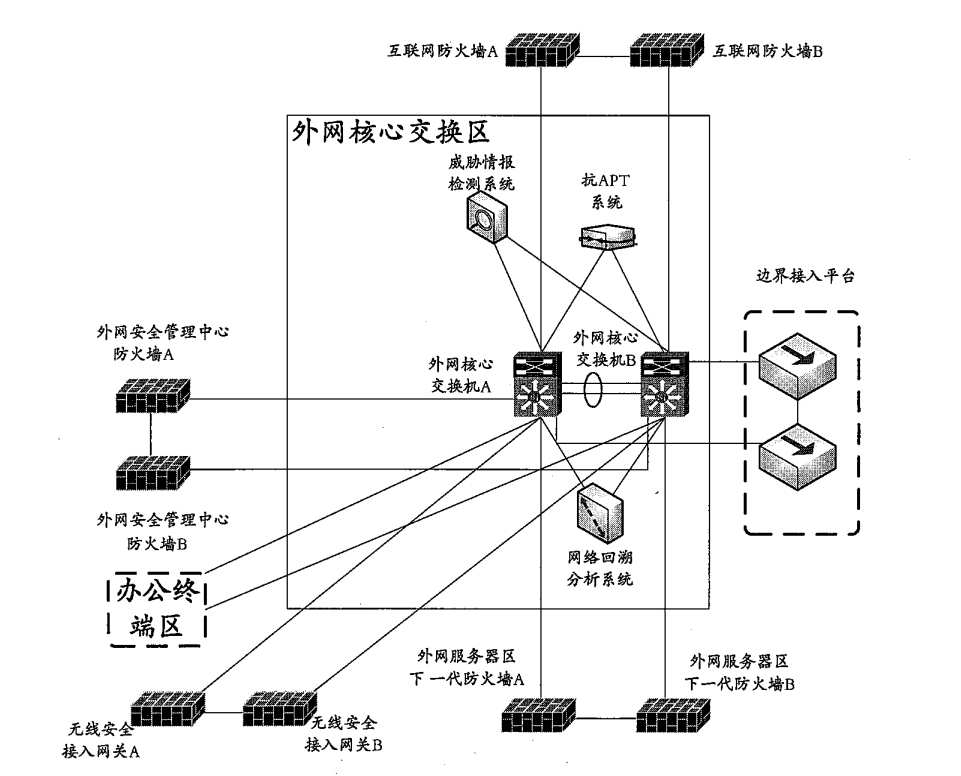 互联网防火墙A
互联网防火墙B
外网核心交换区
威胁情报
检测系统
抗APT
系统
边界接入平台
外网安全管理中心
防火墙A
外网核心
交换机A
外网核心
交换机B
外网安全管理中心
防火墙B
网络回溯
分析系统
办公终
端区
外网服务器区
下一代防火墙A
外网服务器区
下一代防火墙B
无线安全
接入网关A
无线安全
接入网关B